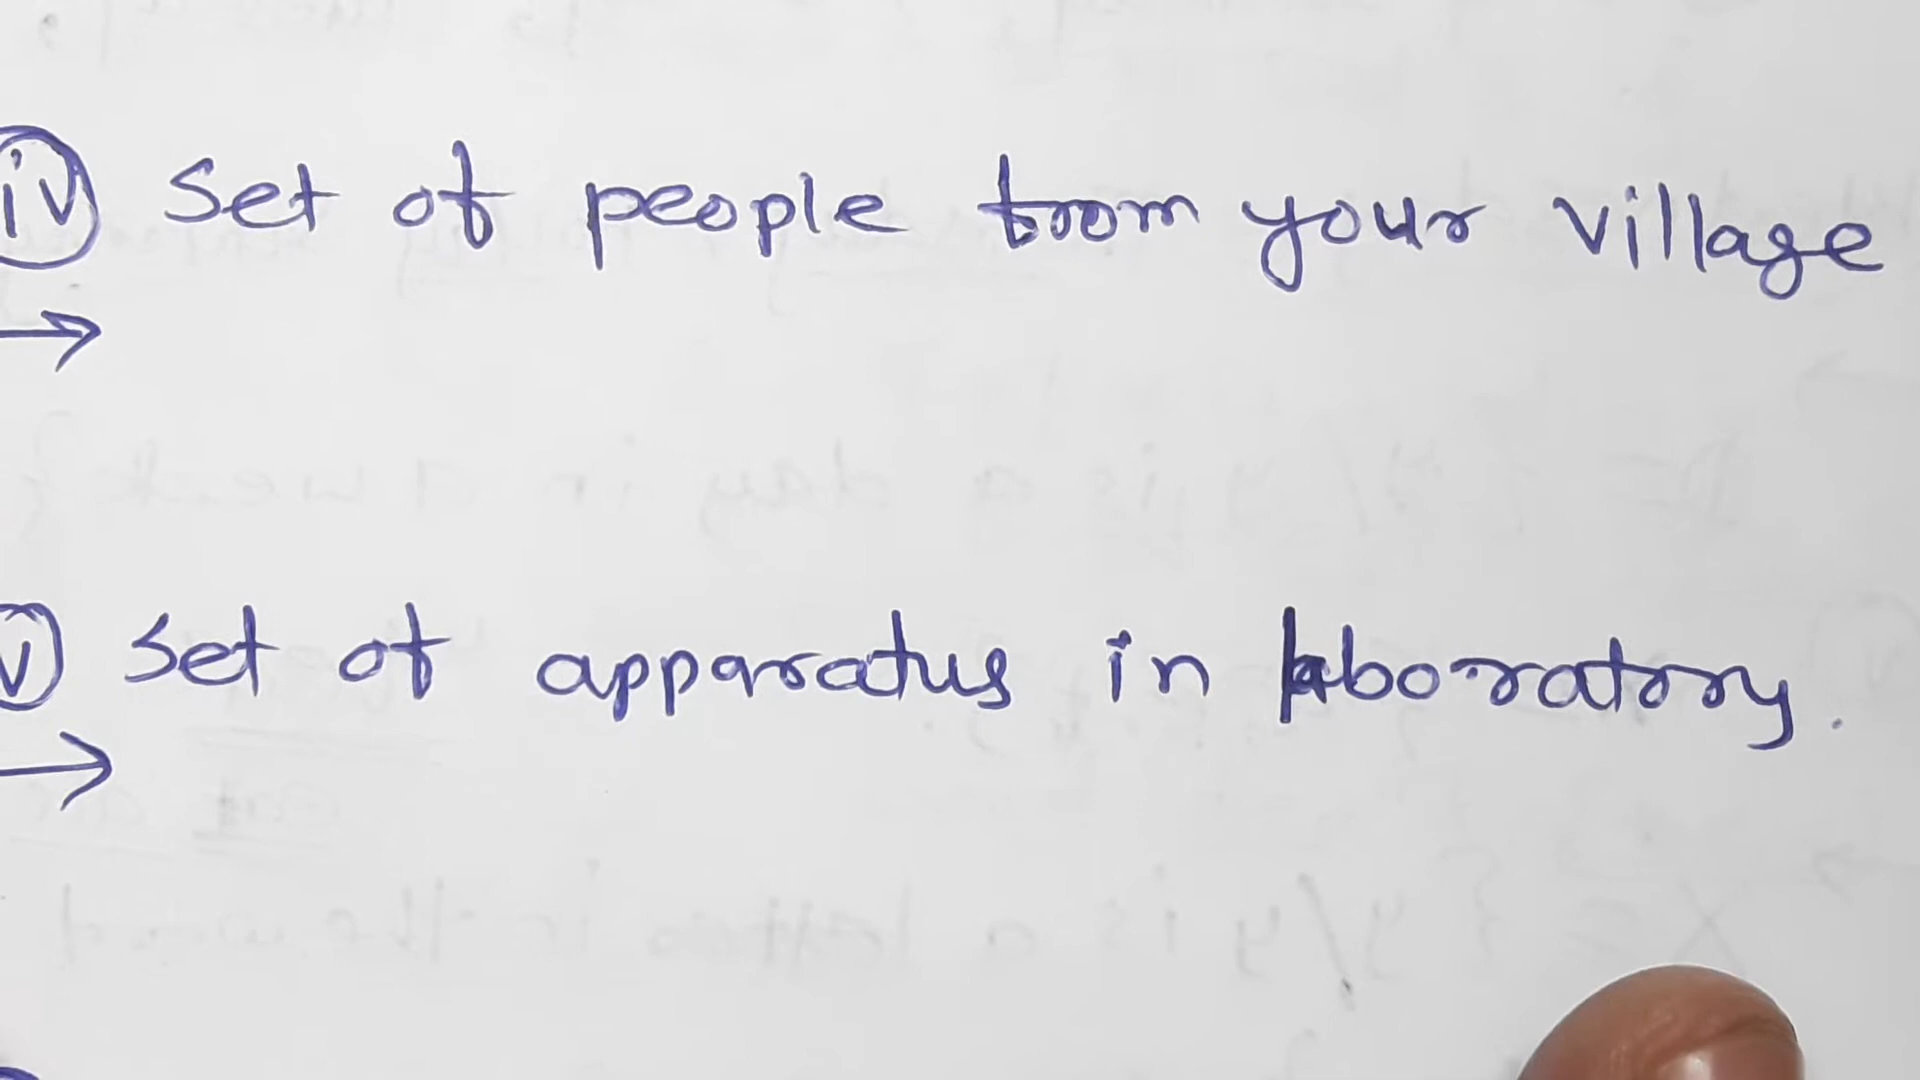 iv Set of people from your village
→
v Set of apparatus in laboratory.
→